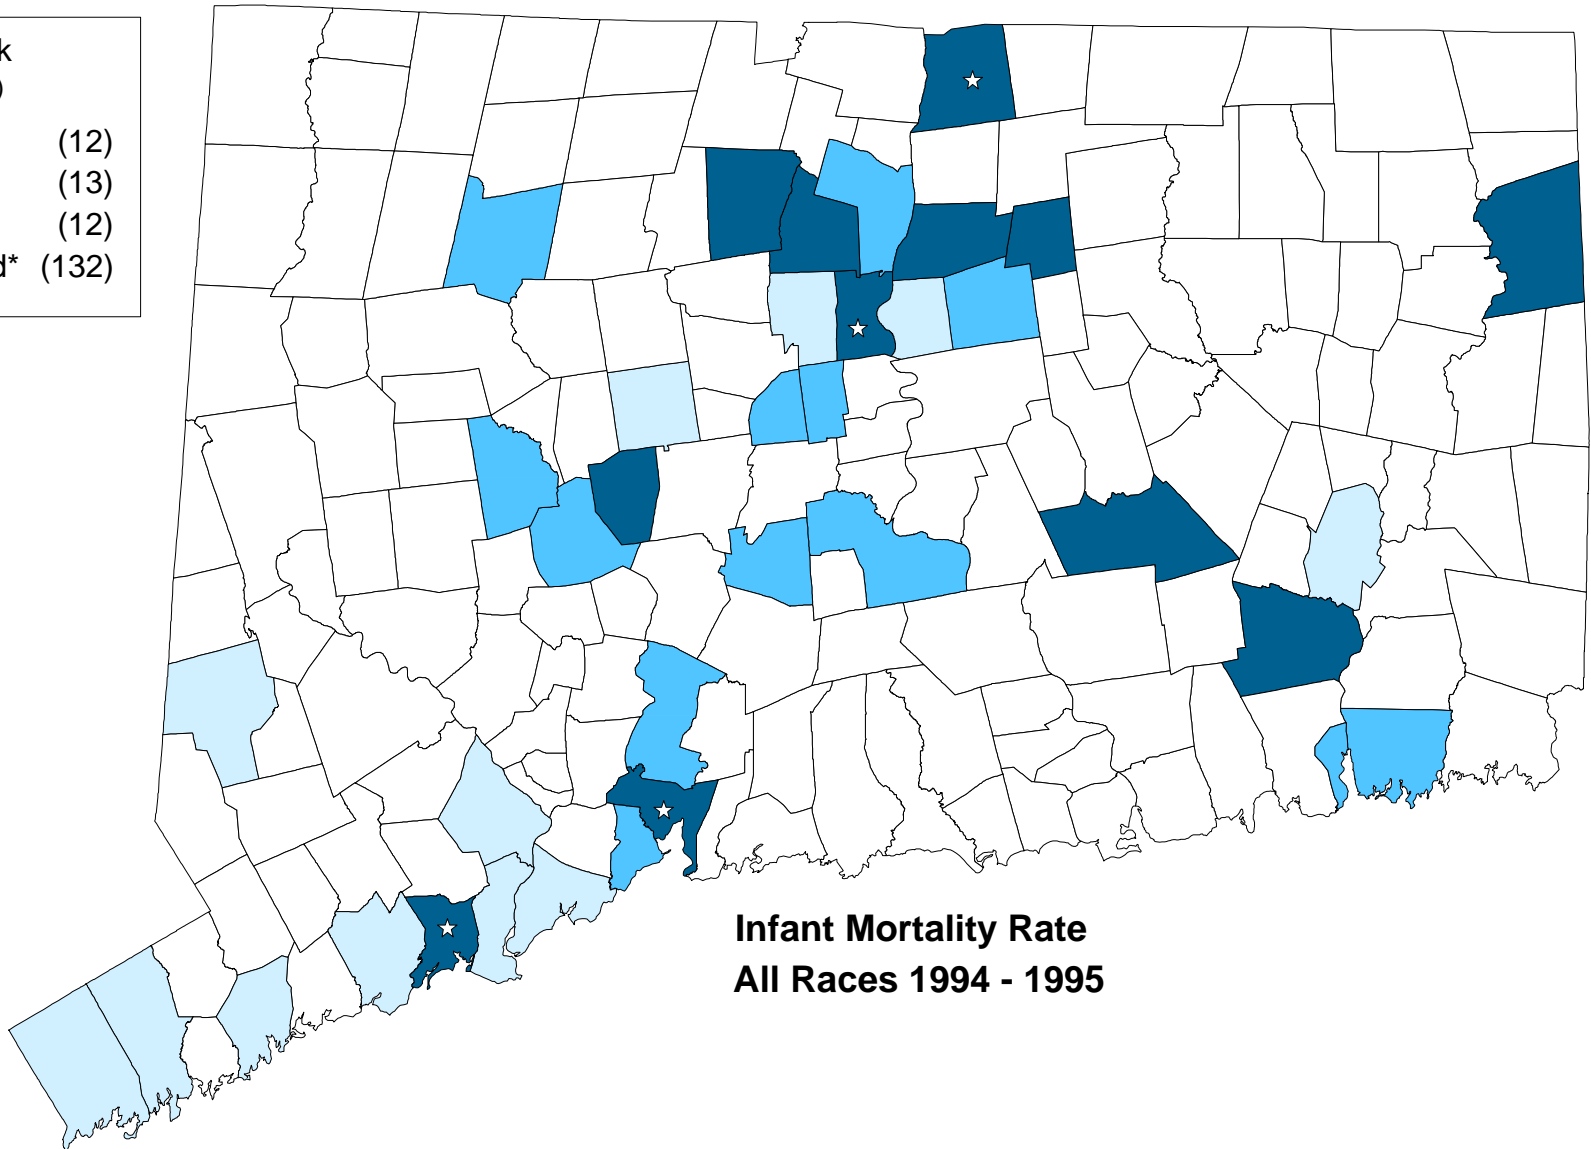 k
)
(12)
(13)
(12)
d* (132)
Infant Mortality Rate
All Races 1994 - 1995